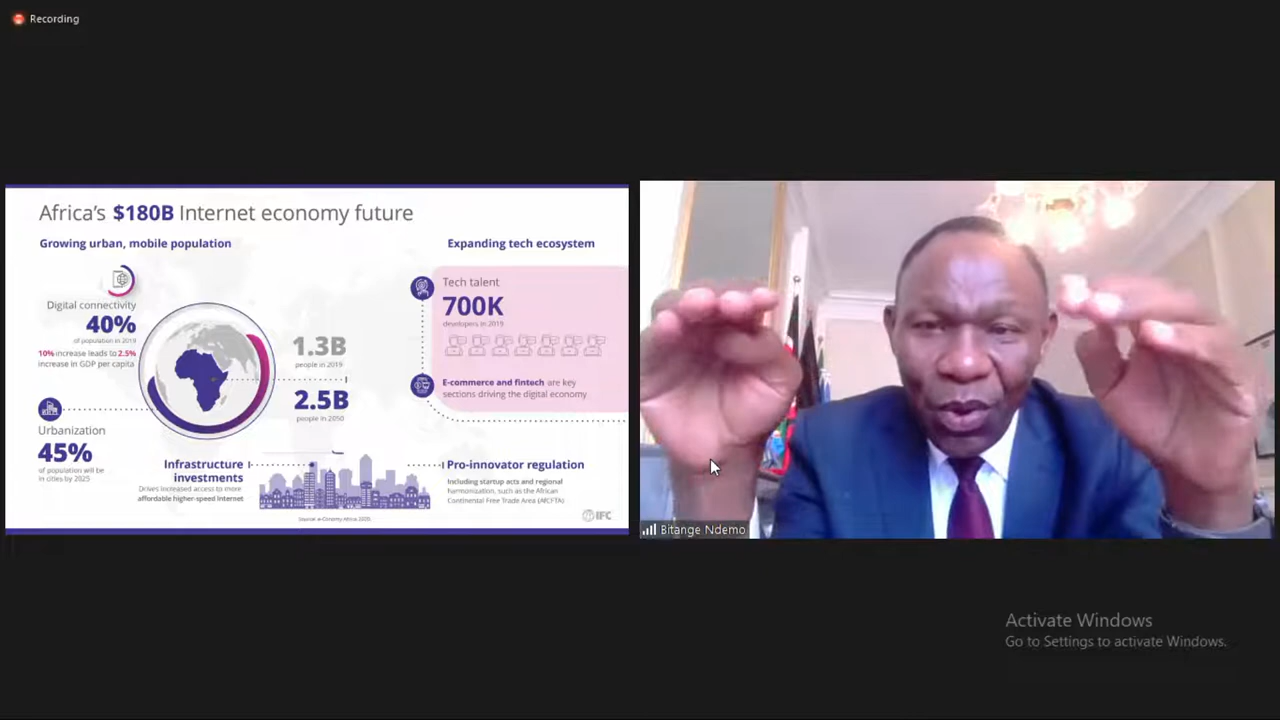 Recording
Africa's $180B Internet economy future
Growing urban, mobile population
Digital connectivity
40%
of population in 2019
10% increase leads to 2.5%
increase in GDP per capita
Urbanization
45%
of population will be
in cities by 2025
1.3B
people in 2019
2.5B
people in 2050
Infrastructure
investments
Drives increased access to more
affordable higher-speed Internet
Expanding tech ecosystem
Tech talent
700K
developers in 2019
E-commerce and fintech are key
sections driving the digital economy
Pro-innovator regulation
Including startup acts and regional
harmonization, such as the African
Continental Free Trade Area (AfCFTA)
Source: e-Conomy Africa 2020.
IFC
Bitange Ndemo
Activate Windows
Go to Settings to activate Windows.